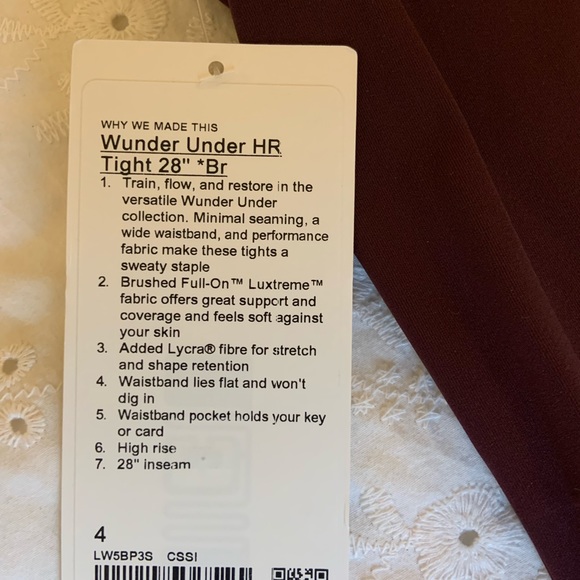 WHY WE MADE THIS
Wunder Under HR
Tight 28" *Br
1. Train, flow, and restore in the
versatile Wunder Under
collection. Minimal seaming, a
wide waistband, and performance
fabric make these tights a
sweaty staple
2. Brushed Full-On™ Luxtreme™
fabric offers great support and
coverage and feels soft against
your skin
3. Added Lycra® fibre for stretch
and shape retention
4. Waistband lies flat and won't
dig in
5. Waistband pocket holds your key
or card
6. High rise
7. 28" inseam
4
LW5BP3S CSSI